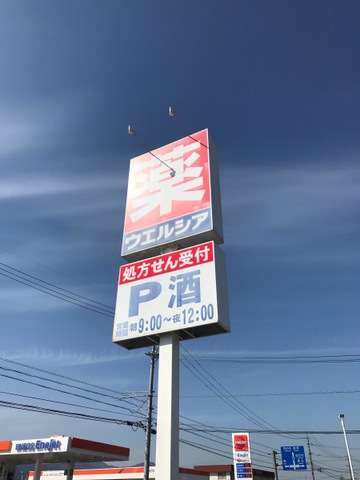 薬
ウエルシア
処方せん受付
P 酒
営業時間 朝9:00〜夜12:00
ENEOS EneJet